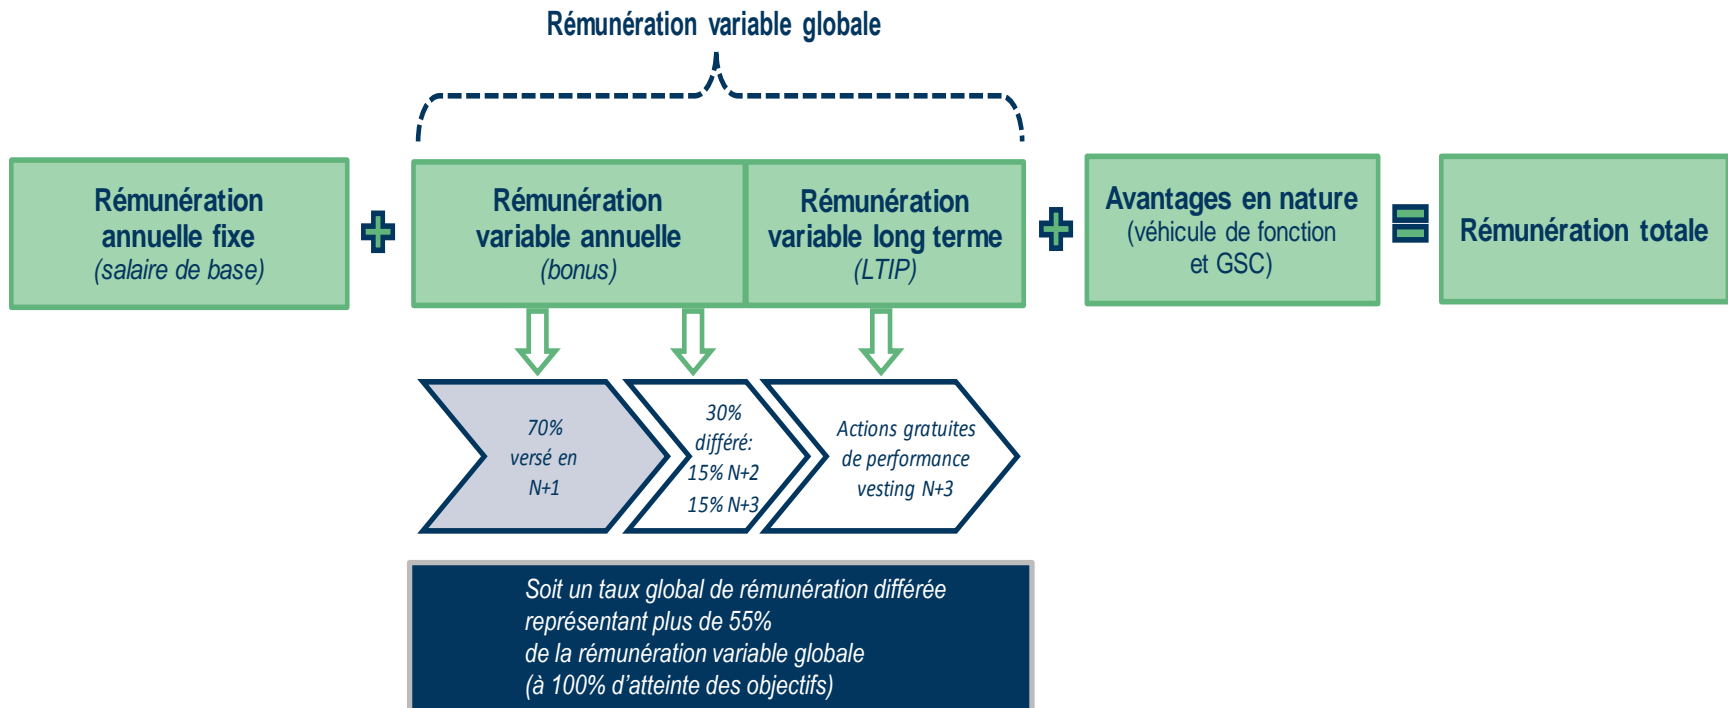 Rémunération variable globale
Rémunération
annuelle fixe
(salaire de base)
Rémunération
variable annuelle
(bonus)
Rémunération
variable long terme
(LTIP)
Avantages en nature
(véhicule de fonction
et GSC)
Rémunération totale
70%
versé en
N+1
30%
différé:
15% N+2
15% N+3
Actions gratuites
de performance
vesting N+3
Soit un taux global de rémunération différée
représentant plus de 55%
de la rémunération variable globale
(à 100% d’atteinte des objectifs)